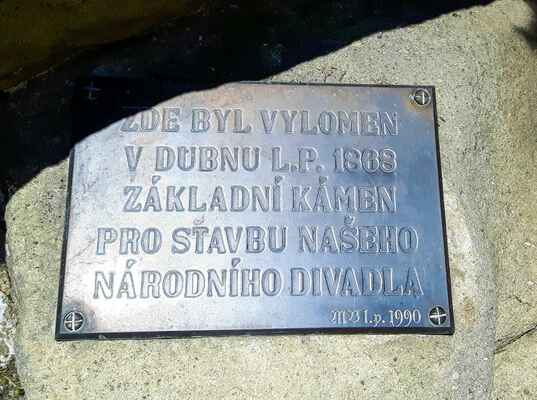 ZDE BYL VYLOMEN
V DUBNU L.P. 1868
ZÁKLADNÍ KÁMEN
PRO STAVBU NAŠEHO
NÁRODNÍHO DIVADLA
L.p. 1990